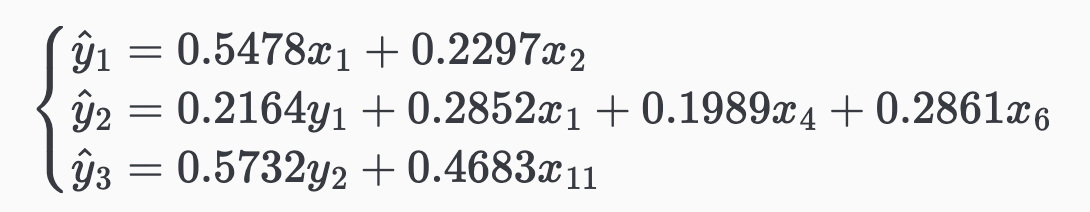 ŷ₁ = 0.5478x₁ + 0.2297x₂
ŷ₂ = 0.2164y₁ + 0.2852x₁ + 0.1989x₄ + 0.2861x₆
ŷ₃ = 0.5732y₂ + 0.4683x₁₁